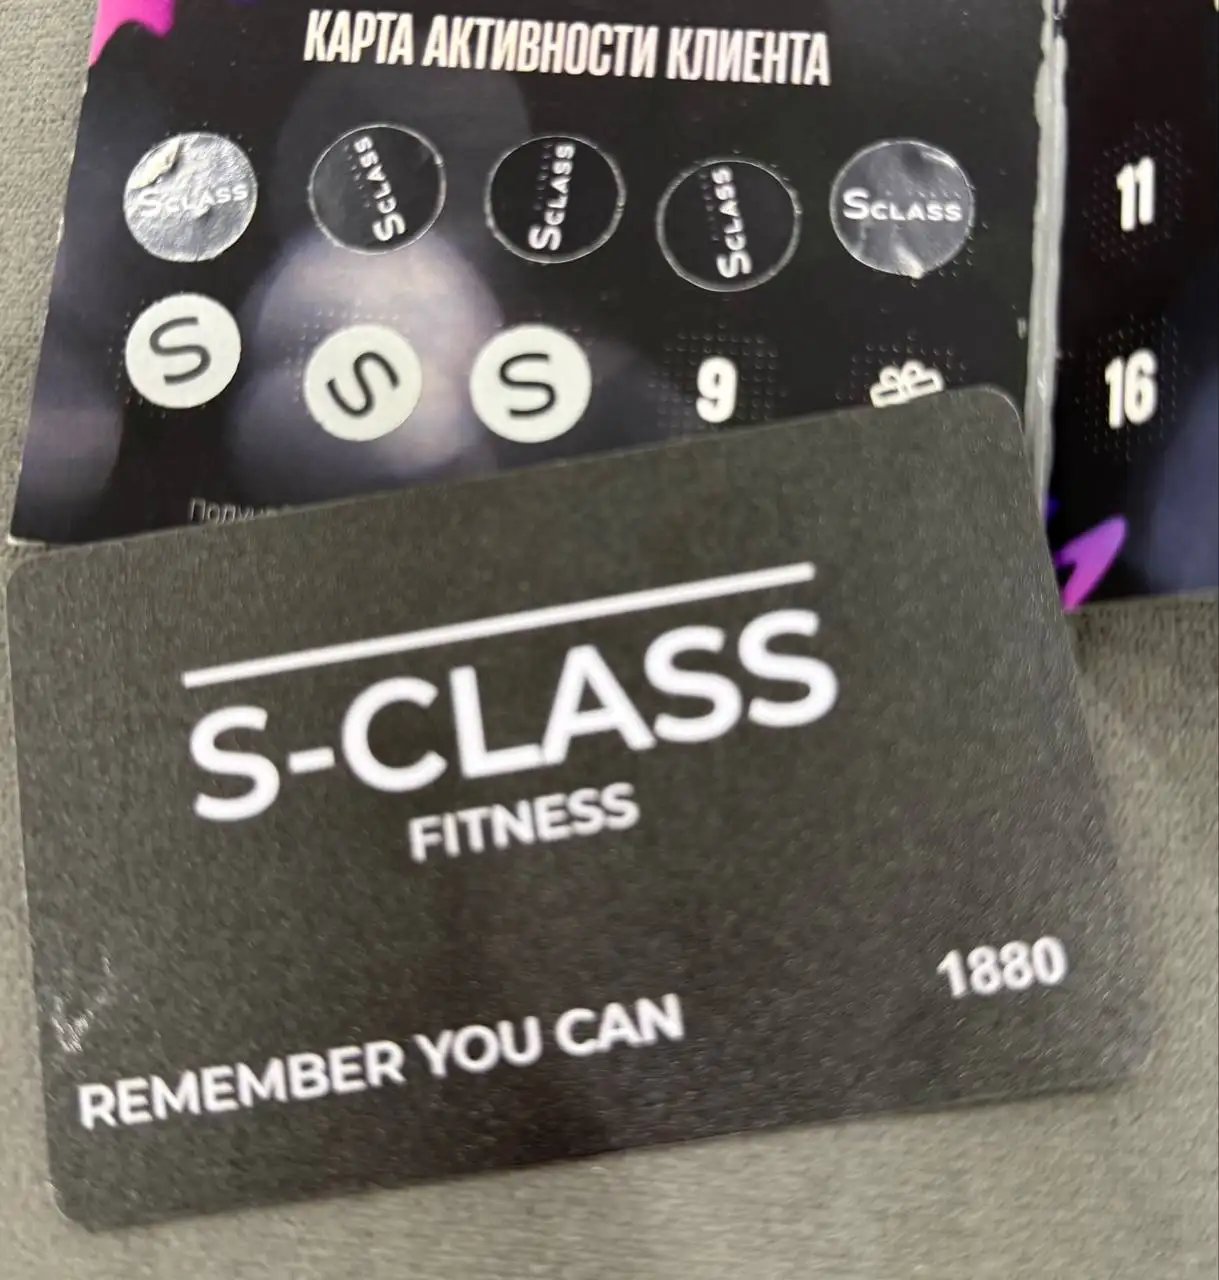 КАРТА АКТИВНОСТИ КЛИЕНТА
SCLASS SCLASS SCLASS SCLASS SCLASS 11
S S S 9 16
S-CLASS
FITNESS
1880
REMEMBER YOU CAN